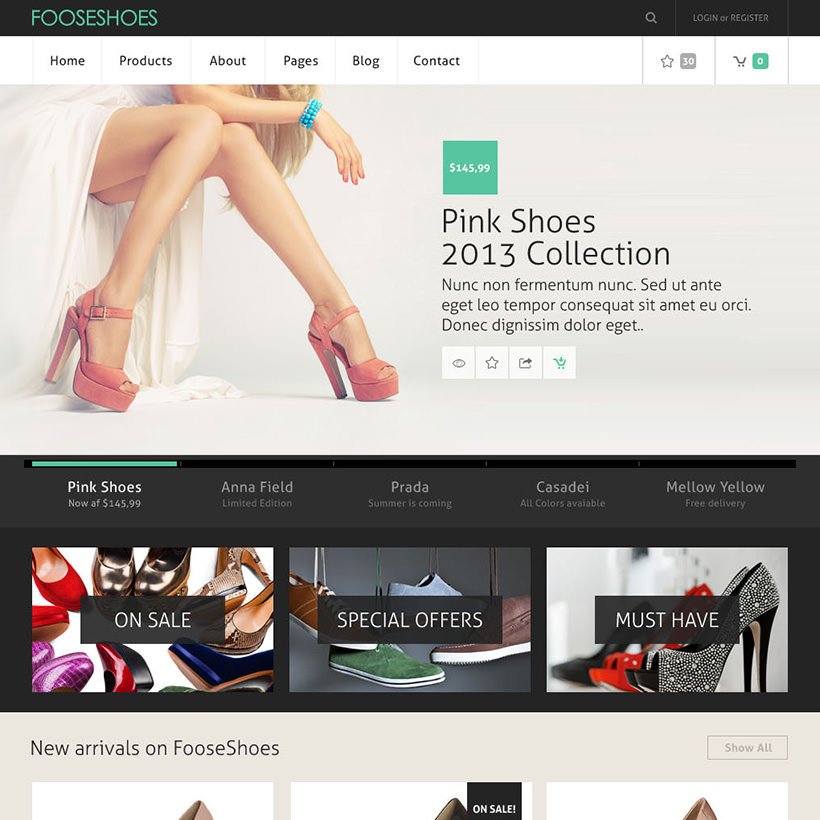 FOOSESHOES
LOGIN or REGISTER
Home Products About Pages Blog Contact 30 0
$145,99
Pink Shoes
2013 Collection
Nunc non fermentum nunc. Sed ut ante
eget leo tempor consequat sit amet eu orci.
Donec dignissim dolor eget..
Pink Shoes Anna Field Prada Casadei Mellow Yellow
Now af $145,99 Limited Edition Summer is coming All Colors avaiable Free delivery
ON SALE SPECIAL OFFERS MUST HAVE
New arrivals on FooseShoes Show All
ON SALE!